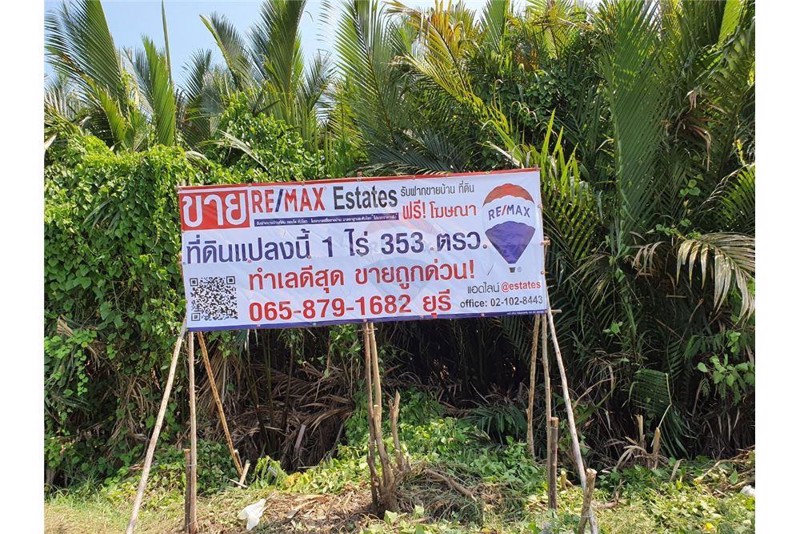 ขาย RE/MAX Estates รับฝากขายบ้าน ที่ดิน
ฟรี! โฆษณา
RE/MAX
ที่ดินแปลงนี้ 1 ไร่ 353 ตรว.
ทำเลดีสุด ขายถูกด่วน!
แอดไลน์ @estates
065-879-1682 ยุรี
office: 02-102-8443